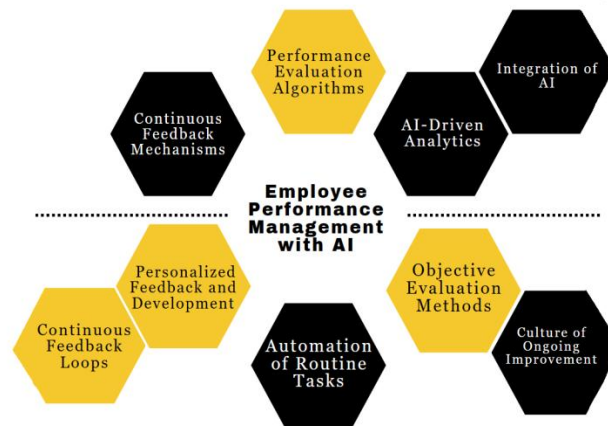 Performance
Evaluation
Algorithms
Integration of
AI
Continuous
Feedback
Mechanisms
AI-Driven
Analytics
Employee
Performance
Management
with AI
Personalized
Feedback and
Development
Objective
Evaluation
Methods
Continuous
Feedback
Loops
Automation
of Routine
Tasks
Culture of
Ongoing
Improvement